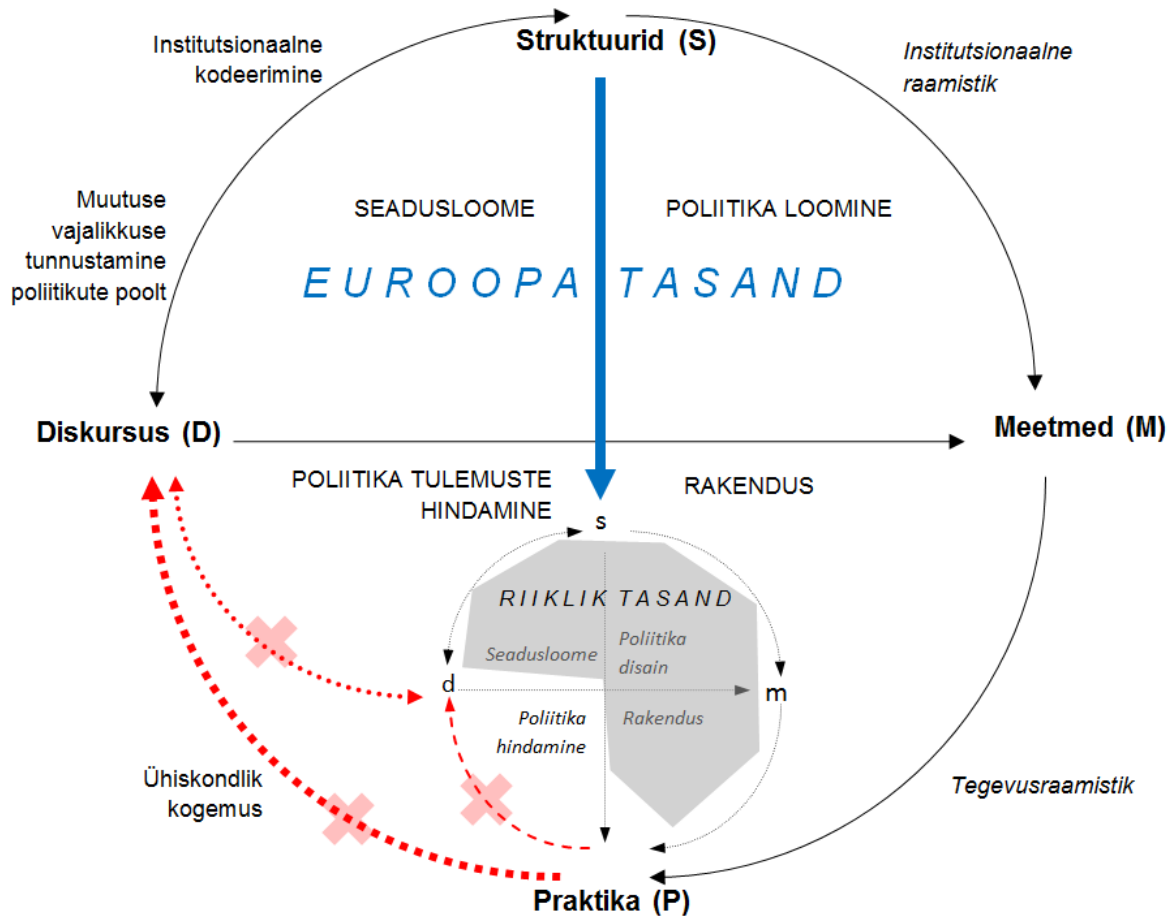 Struktuurid (S)
Institutsionaalne
kodeerimine
Institutsionaalne
raamistik
Muutuse
vajalikkuse
tunnustamine
poliitikute poolt
SEADUSLOOME
POLIITIKA LOOMINE
EUROOPA TASAND
Diskursus (D)
Meetmed (M)
POLIITIKA TULEMUSTE
HINDAMINE
RAKENDUS
s
RIIKLIK TASAND
Seadusloome
Poliitika
disain
d
m
Poliitika
hindamine
Rakendus
Ühiskondlik
kogemus
Tegevusraamistik
Praktika (P)